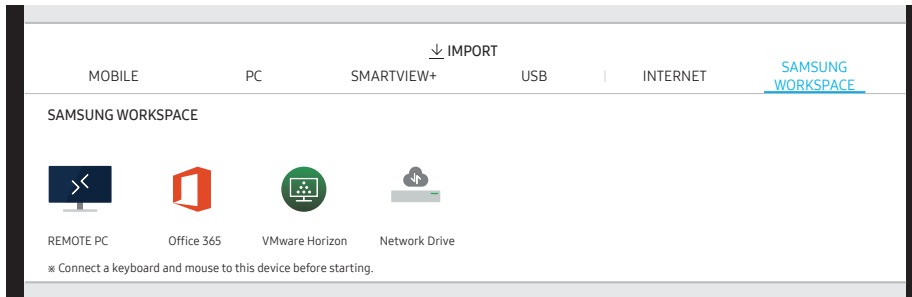 IMPORT
MOBILE PC SMARTVIEW+ USB INTERNET SAMSUNG WORKSPACE
SAMSUNG WORKSPACE
REMOTE PC Office 365 VMware Horizon Network Drive
※ Connect a keyboard and mouse to this device before starting.